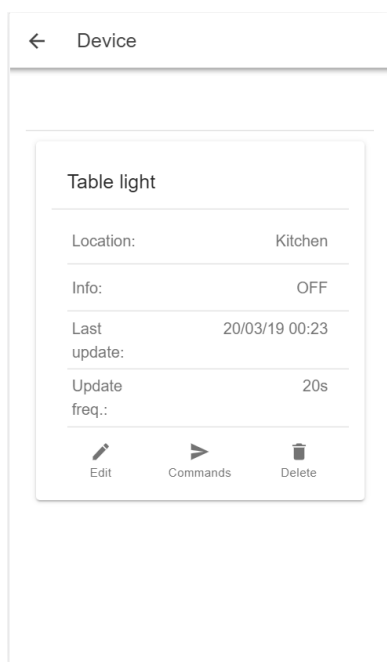 Device
Table light
Location: Kitchen
Info: OFF
Last update: 20/03/19 00:23
Update freq.: 20s
Edit Commands Delete